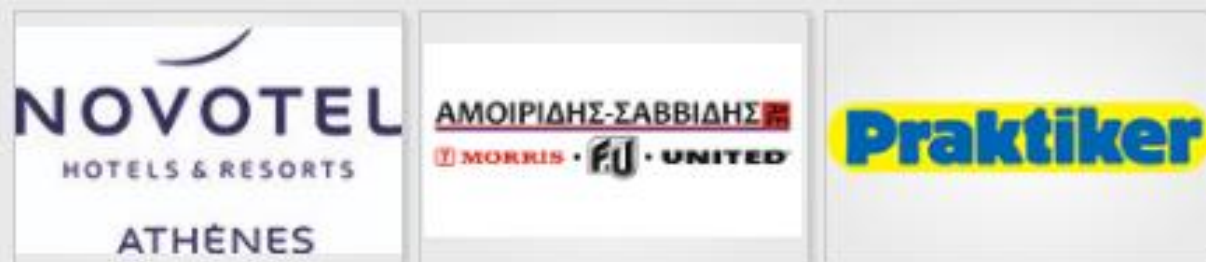 NOVOTEL
HOTELS & RESORTS
ATHÈNES
ΑΜΟΙΡΙΔΗΣ-ΣΑΒΒΙΔΗΣ
MORRIS · F.U · UNITED
Praktiker